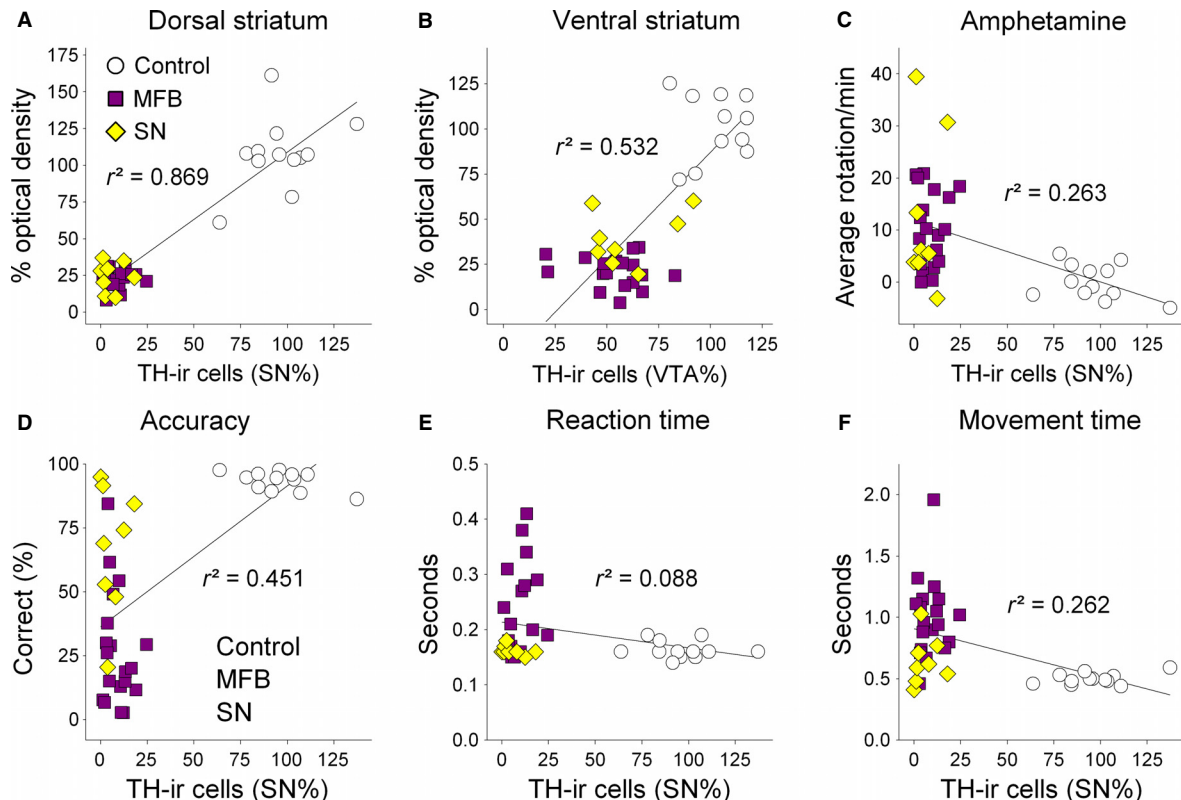 A Dorsal striatum
% optical density
175
150
125
100
75
50
25
0
Control
MFB
SN
r² = 0.869
0 25 50 75 100 125
TH-ir cells (SN%)
B Ventral striatum
% optical density
125
100
75
50
25
0
r² = 0.532
0 25 50 75 100 125
TH-ir cells (VTA%)
C Amphetamine
Average rotation/min
40
30
20
10
0
r² = 0.263
0 25 50 75 100 125
TH-ir cells (SN%)
D Accuracy
Correct (%)
100
75
50
25
0
r² = 0.451
Control
MFB
SN
0 25 50 75 100 125
TH-ir cells (SN%)
E Reaction time
Seconds
0.5
0.4
0.3
0.2
0.1
0.0
r² = 0.088
0 25 50 75 100 125
TH-ir cells (SN%)
F Movement time
Seconds
2.0
1.5
1.0
0.5
0.0
r² = 0.262
0 25 50 75 100 125
TH-ir cells (SN%)